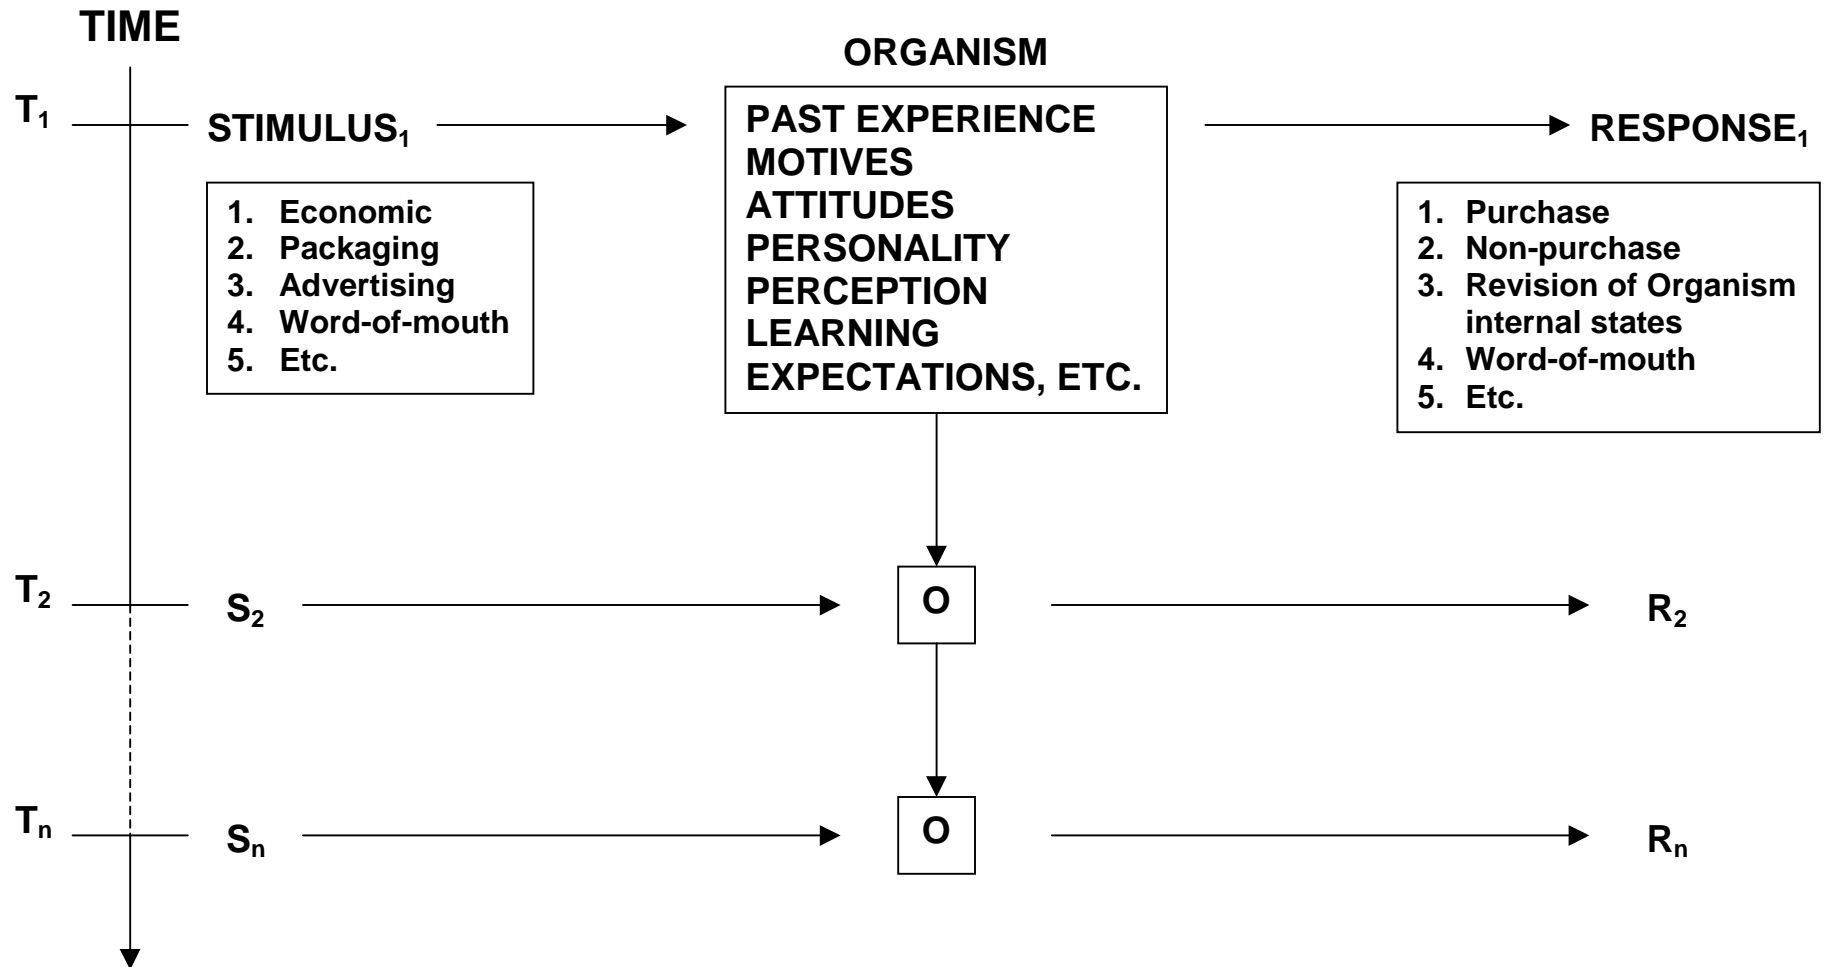 TIME
ORGANISM
T₁
STIMULUS₁
PAST EXPERIENCE
MOTIVES
ATTITUDES
PERSONALITY
PERCEPTION
LEARNING
EXPECTATIONS, ETC.
RESPONSE₁
1. Economic
2. Packaging
3. Advertising
4. Word-of-mouth
5. Etc.
1. Purchase
2. Non-purchase
3. Revision of Organism
internal states
4. Word-of-mouth
5. Etc.
T₂
S₂
O
R₂
Tₙ
Sₙ
O
Rₙ